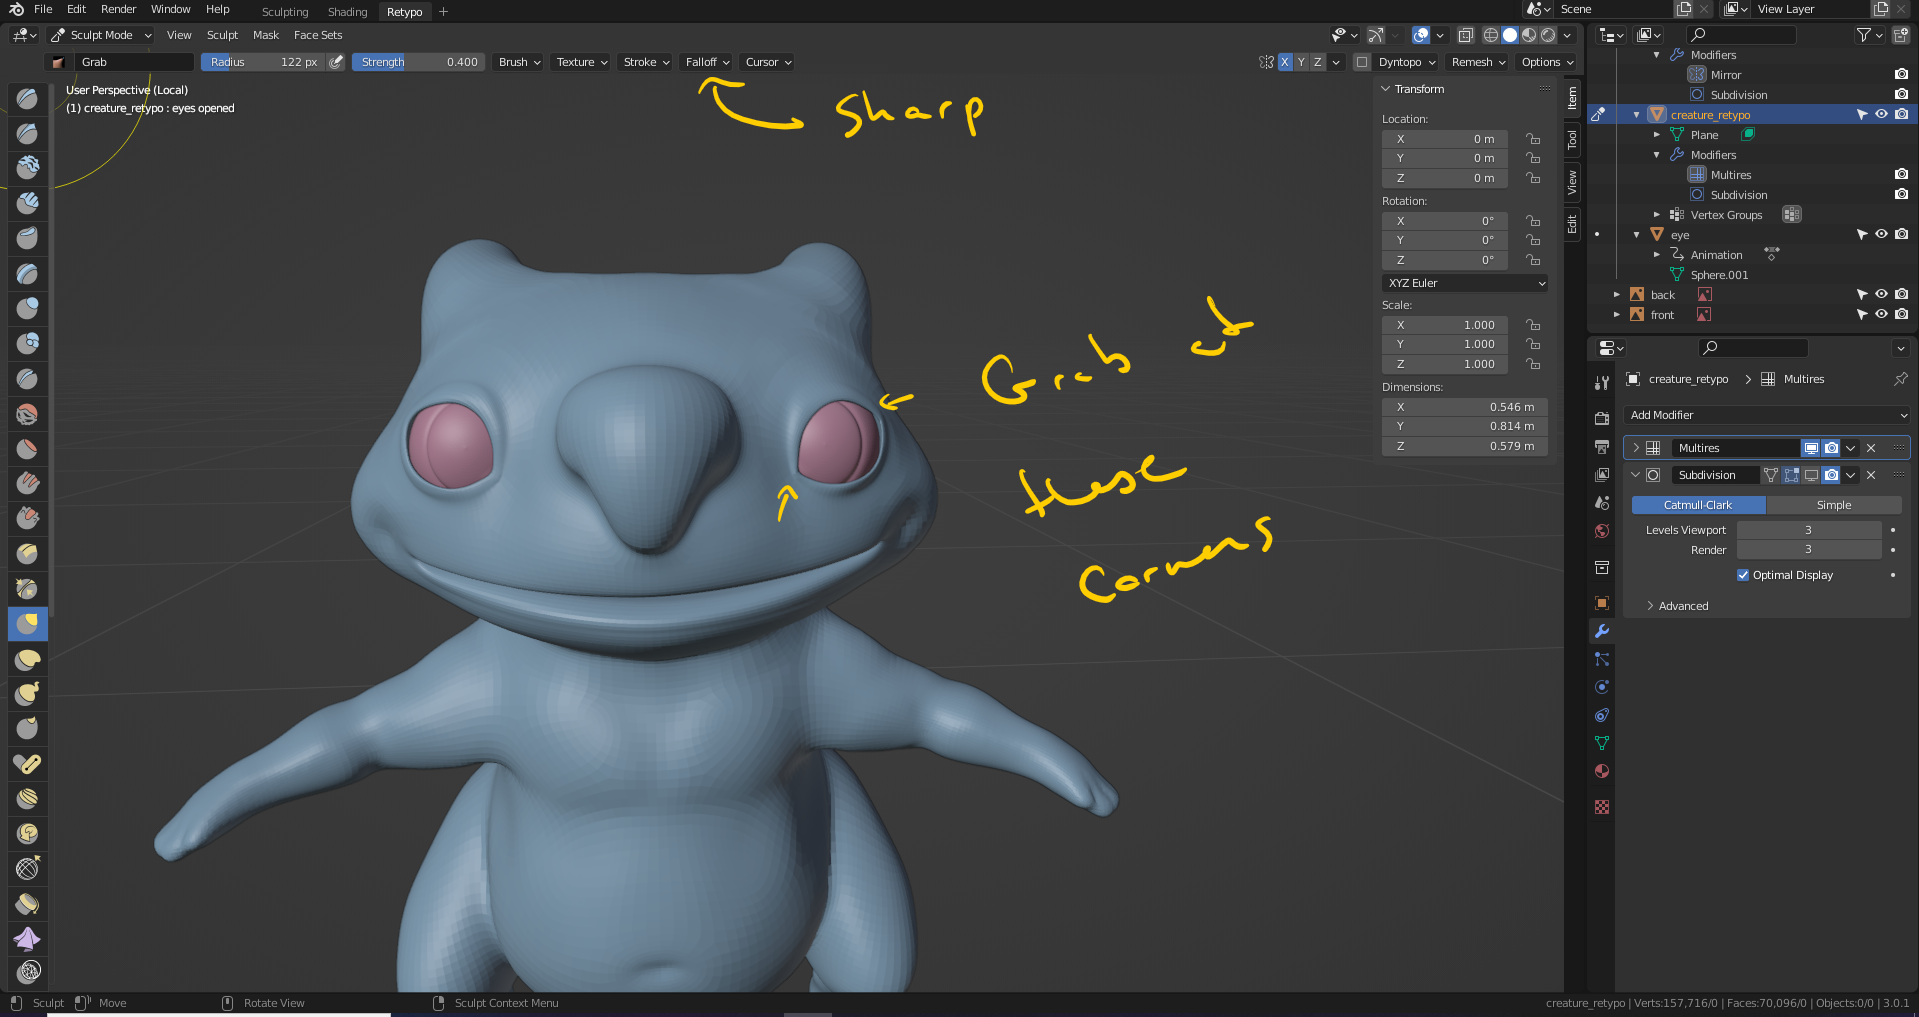 File Edit Render Window Help Sculpting Shading Retypo + Scene View Layer
Sculpt Mode View Sculpt Mask Face Sets
Grab Radius 122 px Strength 0.400 Brush Texture Stroke Falloff Cursor X Y Z Dyntopo Remesh Options
User Perspective (Local)
(1) creature_retypo : eyes opened
Sharp
Grab at
these
Corners
Transform
Location:
X 0 m
Y 0 m
Z 0 m
Rotation:
X 0°
Y 0°
Z 0°
XYZ Euler
Scale:
X 1.000
Y 1.000
Z 1.000
Dimensions:
X 0.546 m
Y 0.814 m
Z 0.579 m
Item
Tool
View
Edit
Modifiers
Mirror
Subdivision
creature_retypo
Plane
Modifiers
Multires
Subdivision
Vertex Groups
eye
Animation
Sphere.001
back
front
creature_retypo > Multires
Add Modifier
Multires
Subdivision
Catmull-Clark Simple
Levels Viewport 3
Render 3
Optimal Display
Advanced
Sculpt Move Rotate View Sculpt Context Menu creature_retypo | Verts:157,716/0 | Faces:70,096/0 | Objects:0/0 | 3.0.1